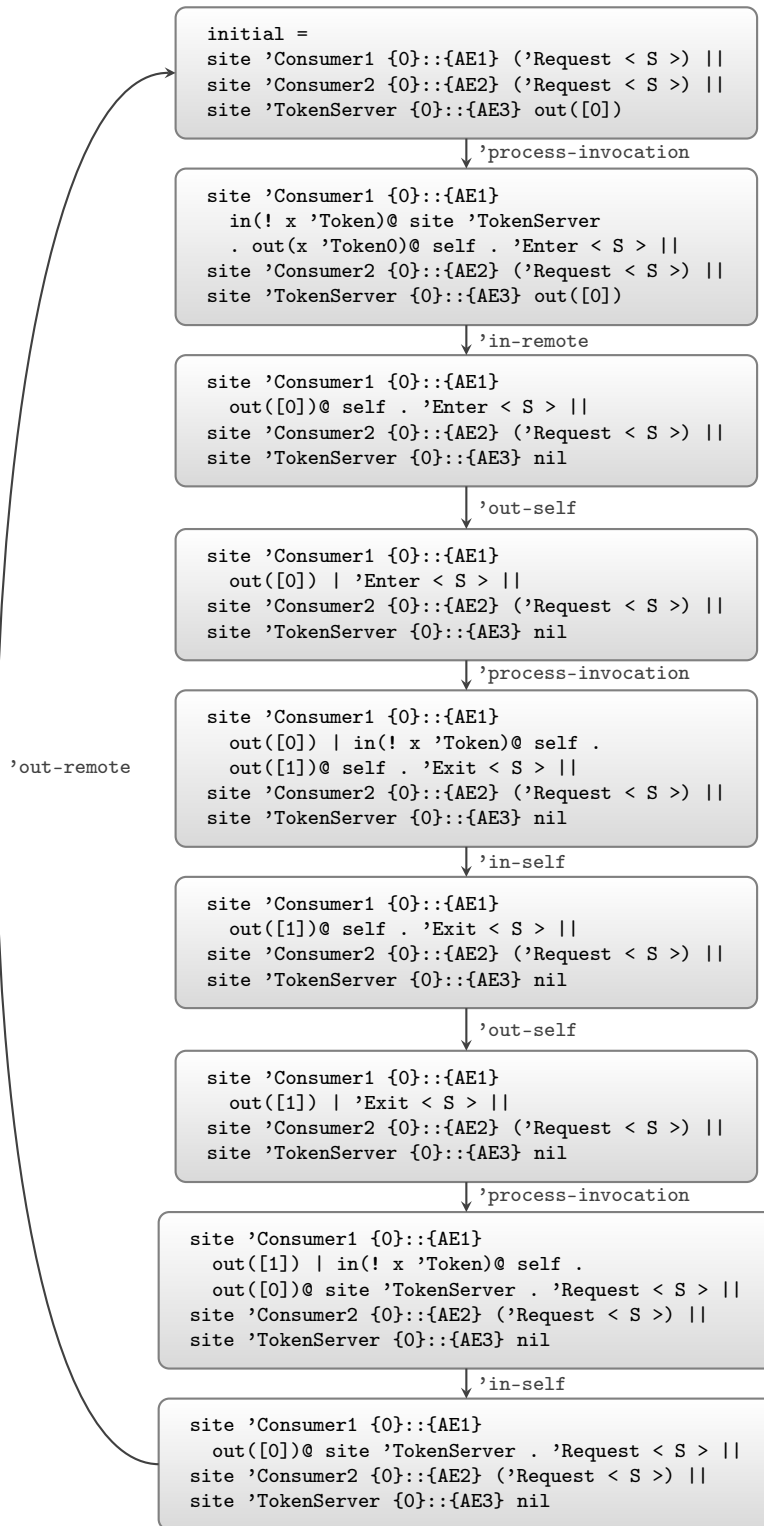 initial =
site ’Consumer1 {0}::{AE1} (’Request < S >) ||
site ’Consumer2 {0}::{AE2} (’Request < S >) ||
site ’TokenServer {0}::{AE3} out([0])
’process-invocation
site ’Consumer1 {0}::{AE1}
in(! x ’Token)@ site ’TokenServer
. out(x ’Token0)@ self . ’Enter < S > ||
site ’Consumer2 {0}::{AE2} (’Request < S >) ||
site ’TokenServer {0}::{AE3} out([0])
’in-remote
site ’Consumer1 {0}::{AE1}
out([0])@ self . ’Enter < S > ||
site ’Consumer2 {0}::{AE2} (’Request < S >) ||
site ’TokenServer {0}::{AE3} nil
’out-self
site ’Consumer1 {0}::{AE1}
out([0]) | ’Enter < S > ||
site ’Consumer2 {0}::{AE2} (’Request < S >) ||
site ’TokenServer {0}::{AE3} nil
’process-invocation
site ’Consumer1 {0}::{AE1}
out([0]) | in(! x ’Token)@ self .
out([1])@ self . ’Exit < S > ||
site ’Consumer2 {0}::{AE2} (’Request < S >) ||
site ’TokenServer {0}::{AE3} nil
’out-remote
’in-self
site ’Consumer1 {0}::{AE1}
out([1])@ self . ’Exit < S > ||
site ’Consumer2 {0}::{AE2} (’Request < S >) ||
site ’TokenServer {0}::{AE3} nil
’out-self
site ’Consumer1 {0}::{AE1}
out([1]) | ’Exit < S > ||
site ’Consumer2 {0}::{AE2} (’Request < S >) ||
site ’TokenServer {0}::{AE3} nil
’process-invocation
site ’Consumer1 {0}::{AE1}
out([1]) | in(! x ’Token)@ self .
out([0])@ site ’TokenServer . ’Request < S > ||
site ’Consumer2 {0}::{AE2} (’Request < S >) ||
site ’TokenServer {0}::{AE3} nil
’in-self
site ’Consumer1 {0}::{AE1}
out([0])@ site ’TokenServer . ’Request < S > ||
site ’Consumer2 {0}::{AE2} (’Request < S >) ||
site ’TokenServer {0}::{AE3} nil